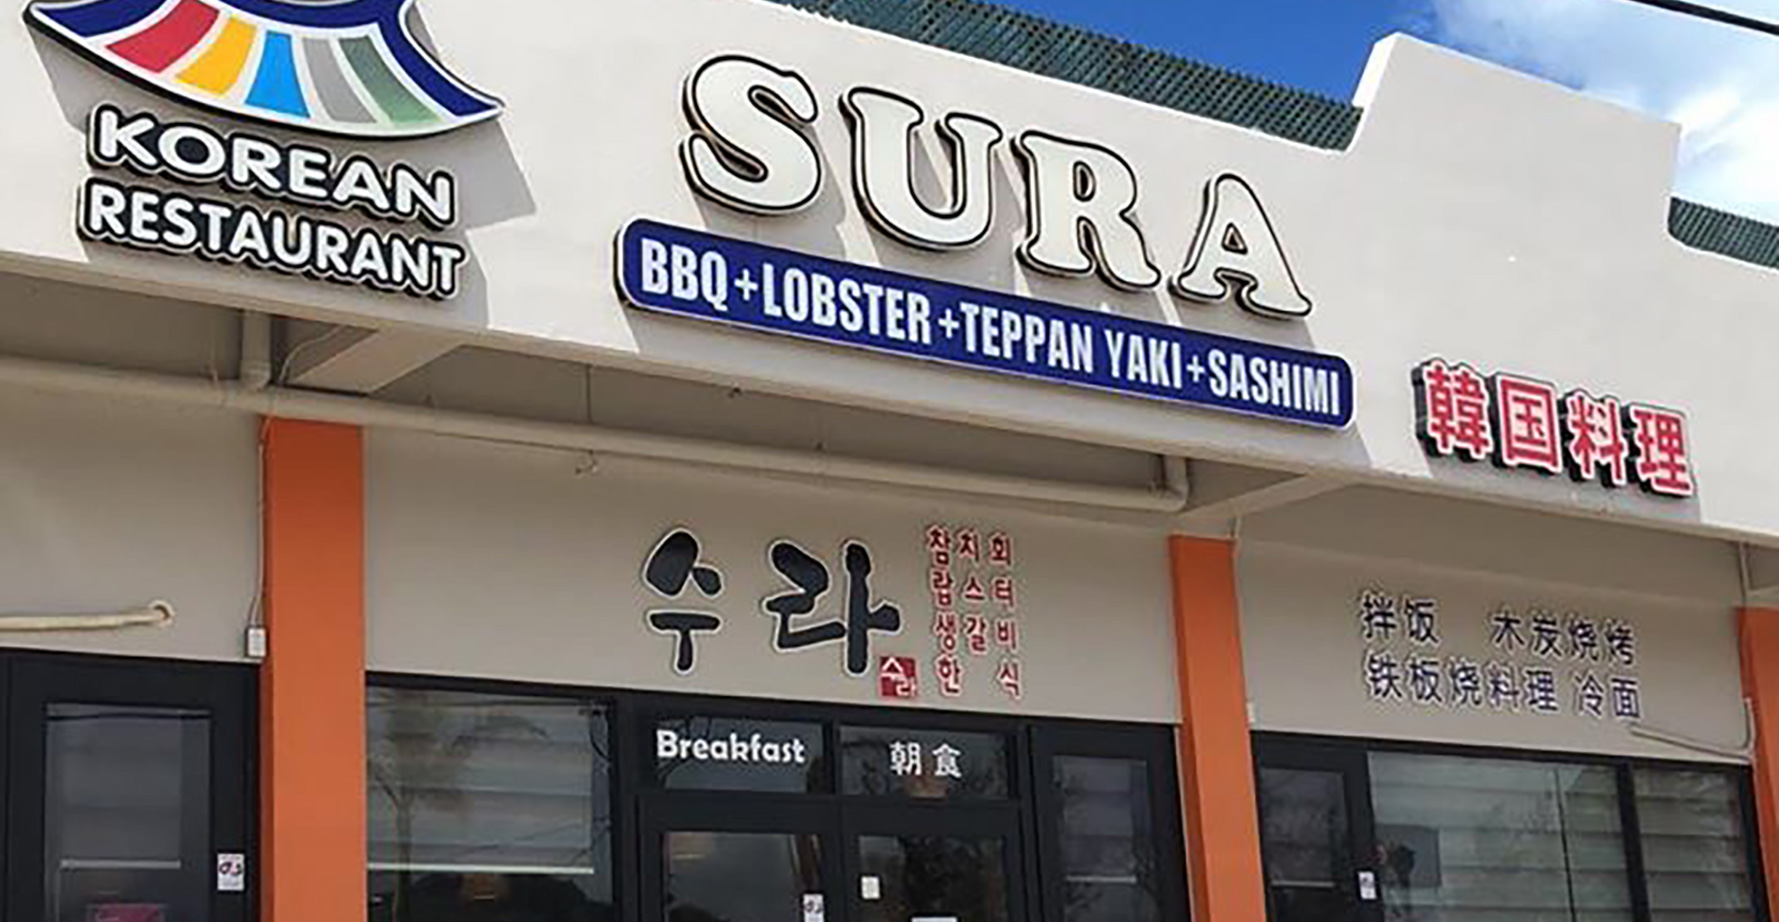 KOREAN
RESTAURANT
SURA
BBQ+LOBSTER+TEPPAN YAKI+SASHIMI
韓国料理
수라
참치회
랍스터
생갈비
한식
수라
拌饭 木炭烧烤
铁板烧料理 冷面
Breakfast
朝食